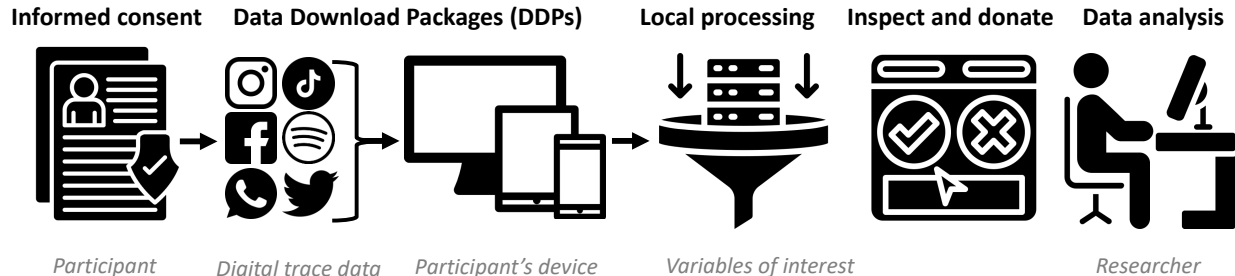 Informed consent
Data Download Packages (DDPs)
Local processing
Inspect and donate
Data analysis
Participant
Digital trace data
Participant's device
Variables of interest
Researcher